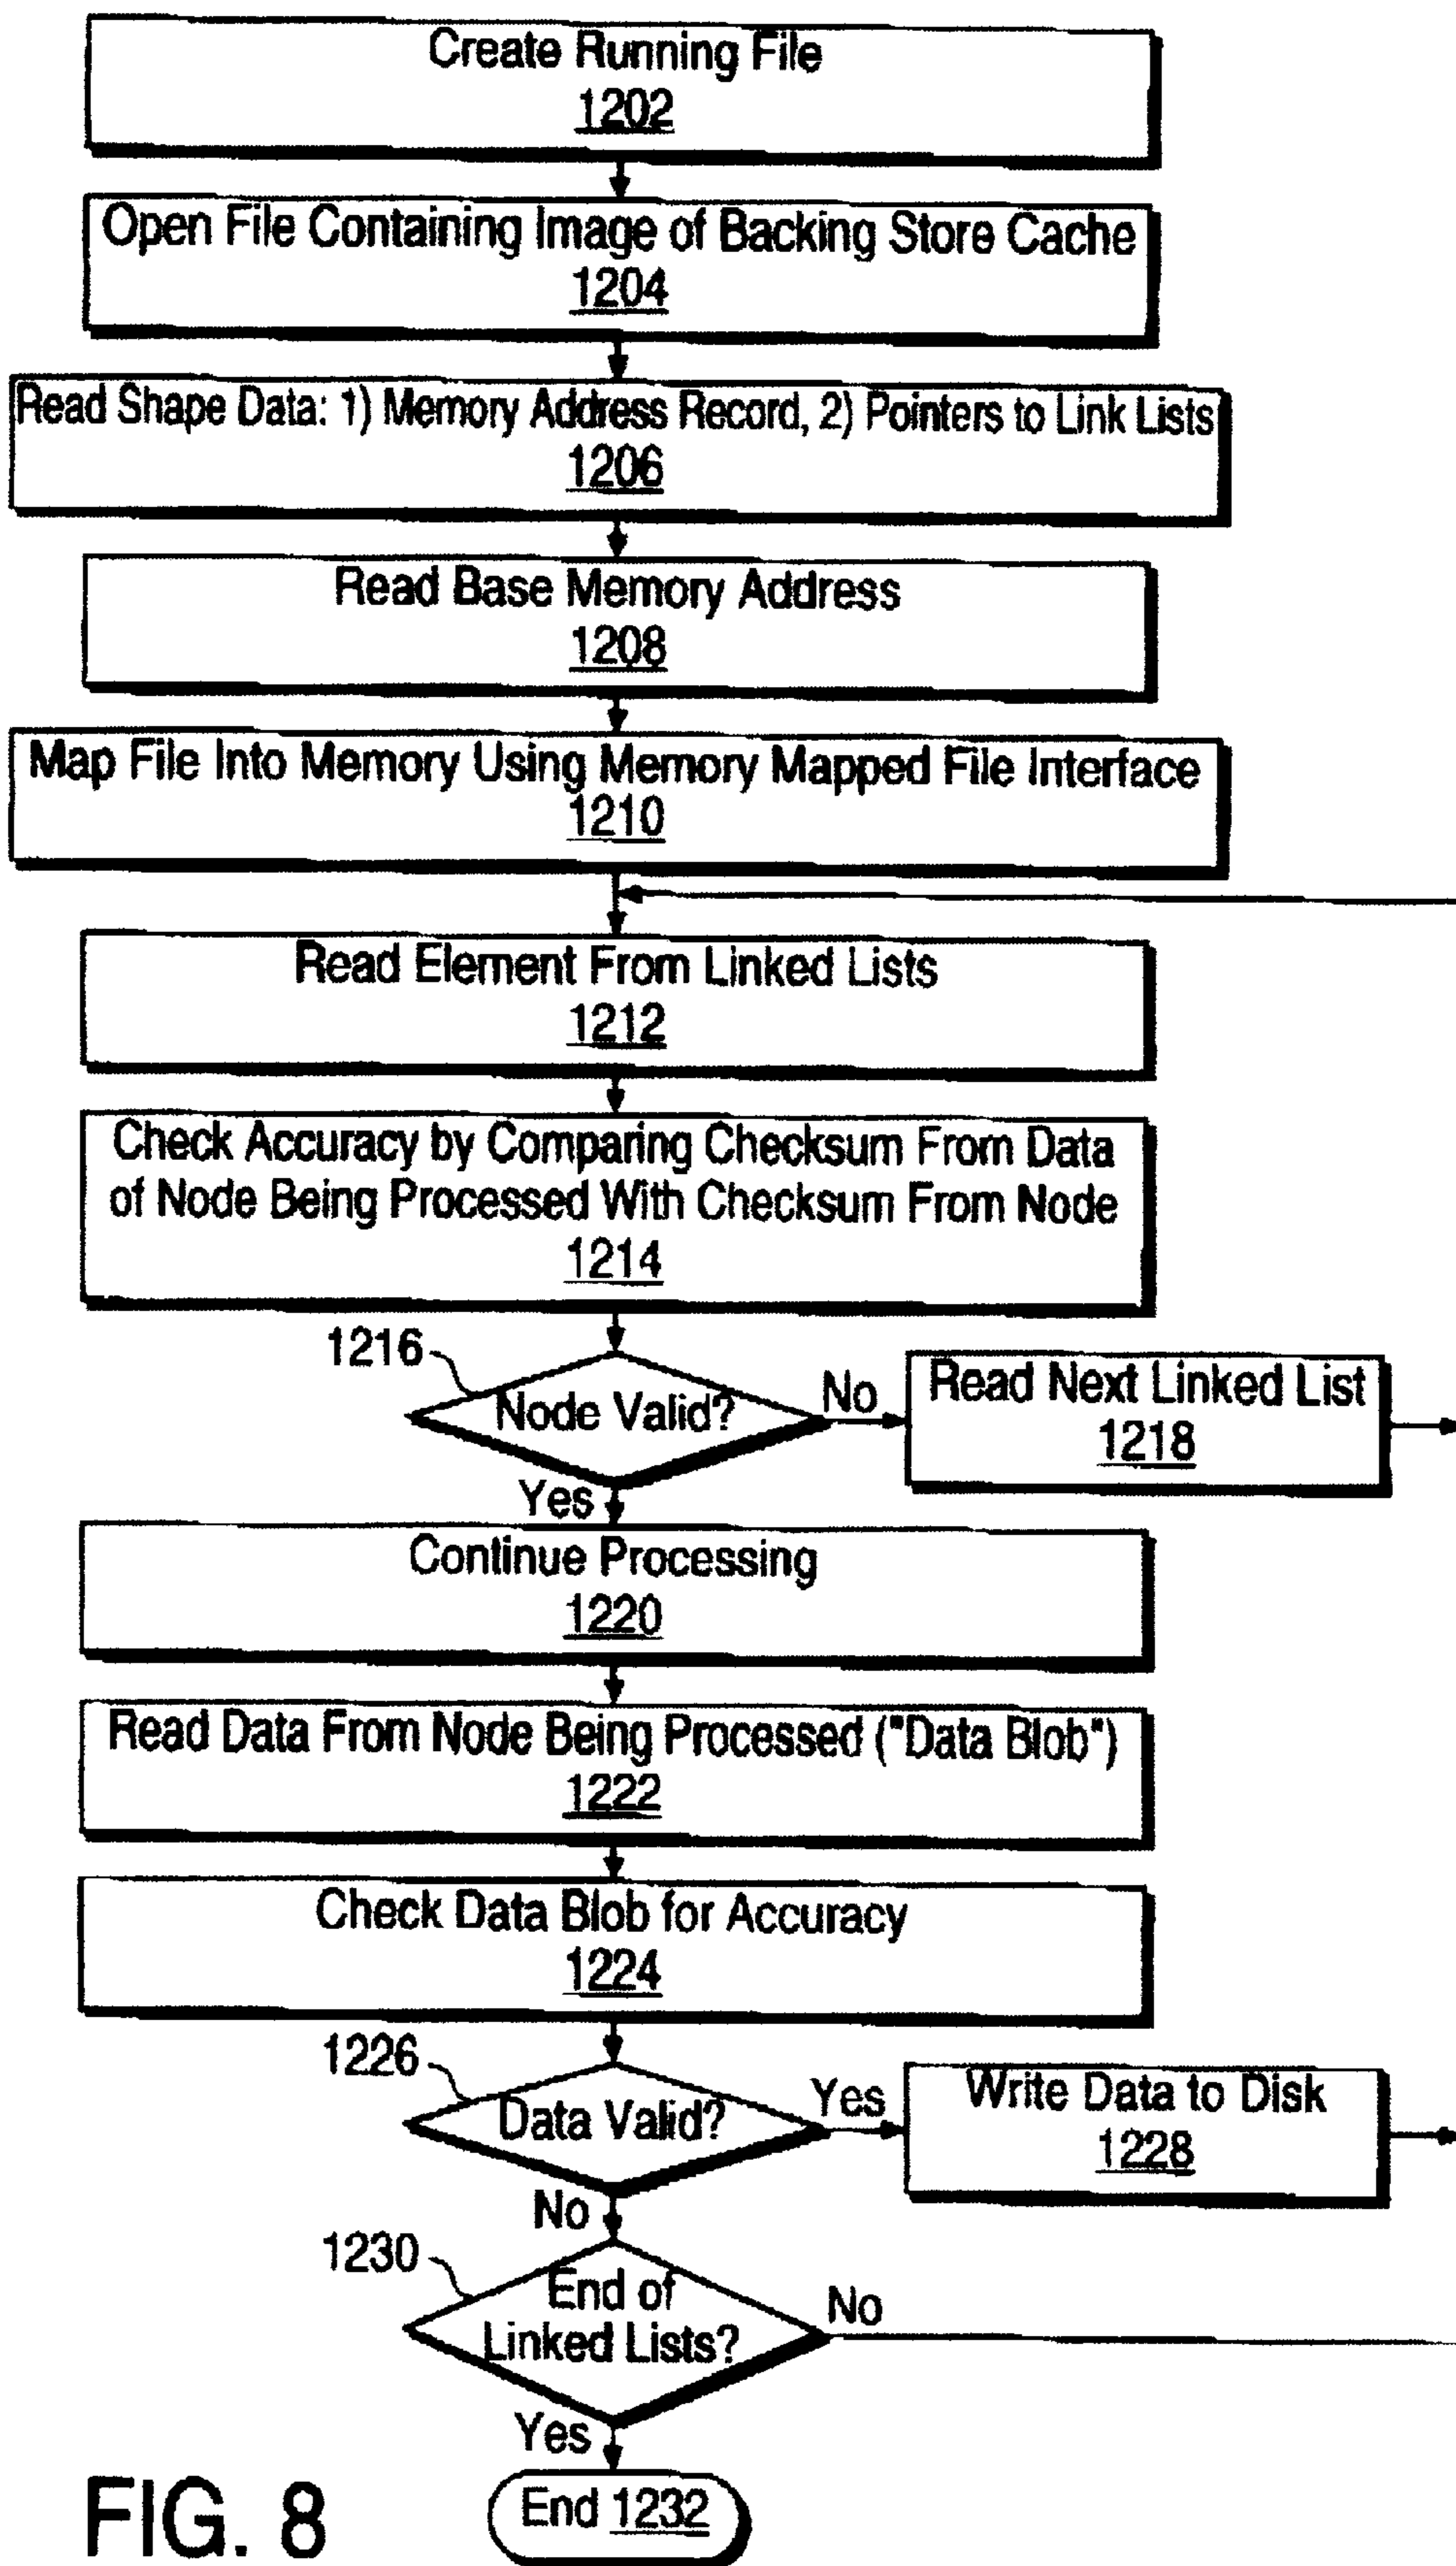 Create Running File
1202
Open File Containing Image of Backing Store Cache
1204
Read Shape Data: 1) Memory Address Record, 2) Pointers to Link Lists
1206
Read Base Memory Address
1208
Map File Into Memory Using Memory Mapped File Interface
1210
Read Element From Linked Lists
1212
Check Accuracy by Comparing Checksum From Data
of Node Being Processed With Checksum From Node
1214
1216
Node Valid?
No
Read Next Linked List
1218
Yes
Continue Processing
1220
Read Data From Node Being Processed ("Data Blob")
1222
Check Data Blob for Accuracy
1224
1226
Data Valid?
Yes
Write Data to Disk
1228
No
1230
End of
Linked Lists?
No
Yes
End 1232
FIG. 8